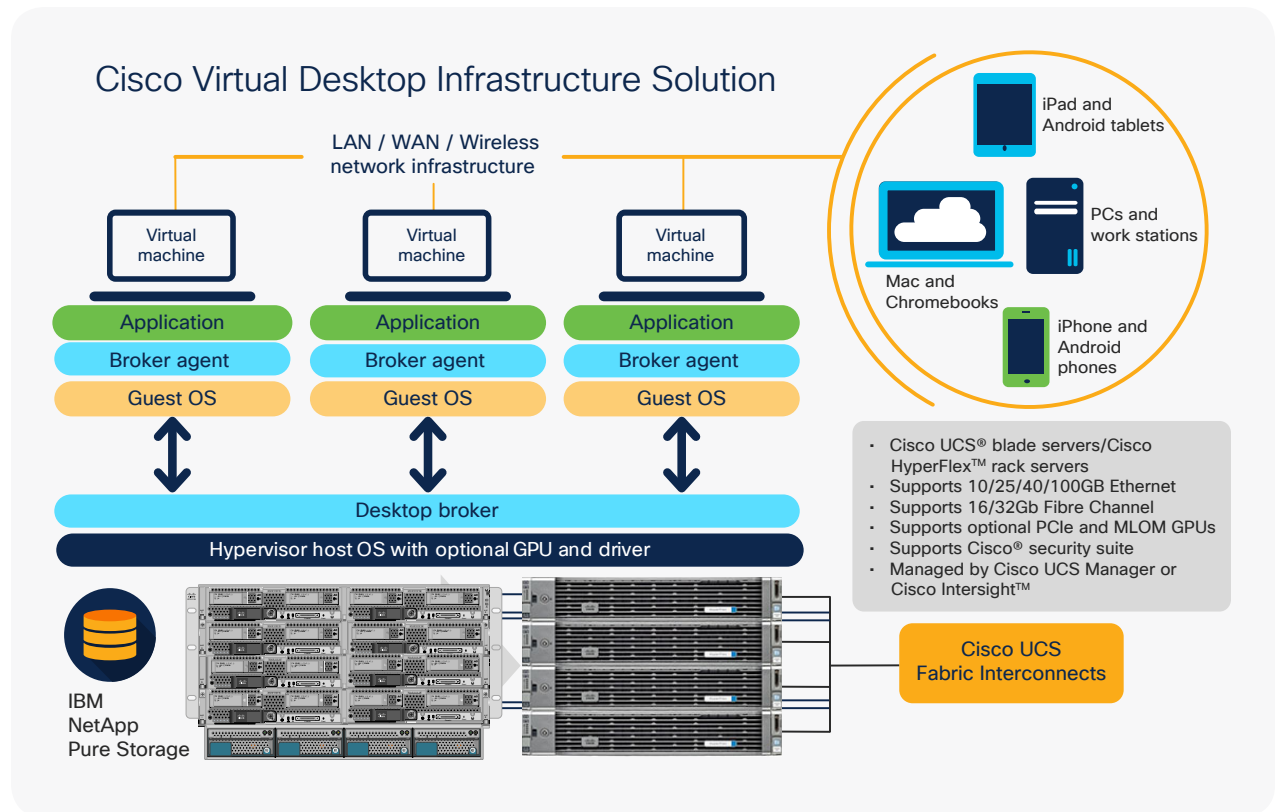 Cisco Virtual Desktop Infrastructure Solution
LAN / WAN / Wireless
network infrastructure
Virtual
machine
Virtual
machine
Virtual
machine
Application
Application
Application
Broker agent
Broker agent
Broker agent
Guest OS
Guest OS
Guest OS
Desktop broker
Hypervisor host OS with optional GPU and driver
IBM
NetApp
Pure Storage
iPad and
Android tablets
PCs and
work stations
Mac and
Chromebooks
iPhone and
Android
phones
· Cisco UCS® blade servers/Cisco
HyperFlex™ rack servers
· Supports 10/25/40/100GB Ethernet
· Supports 16/32Gb Fibre Channel
· Supports optional PCIe and MLOM GPUs
· Supports Cisco® security suite
· Managed by Cisco UCS Manager or
Cisco Intersight™
Cisco UCS
Fabric Interconnects